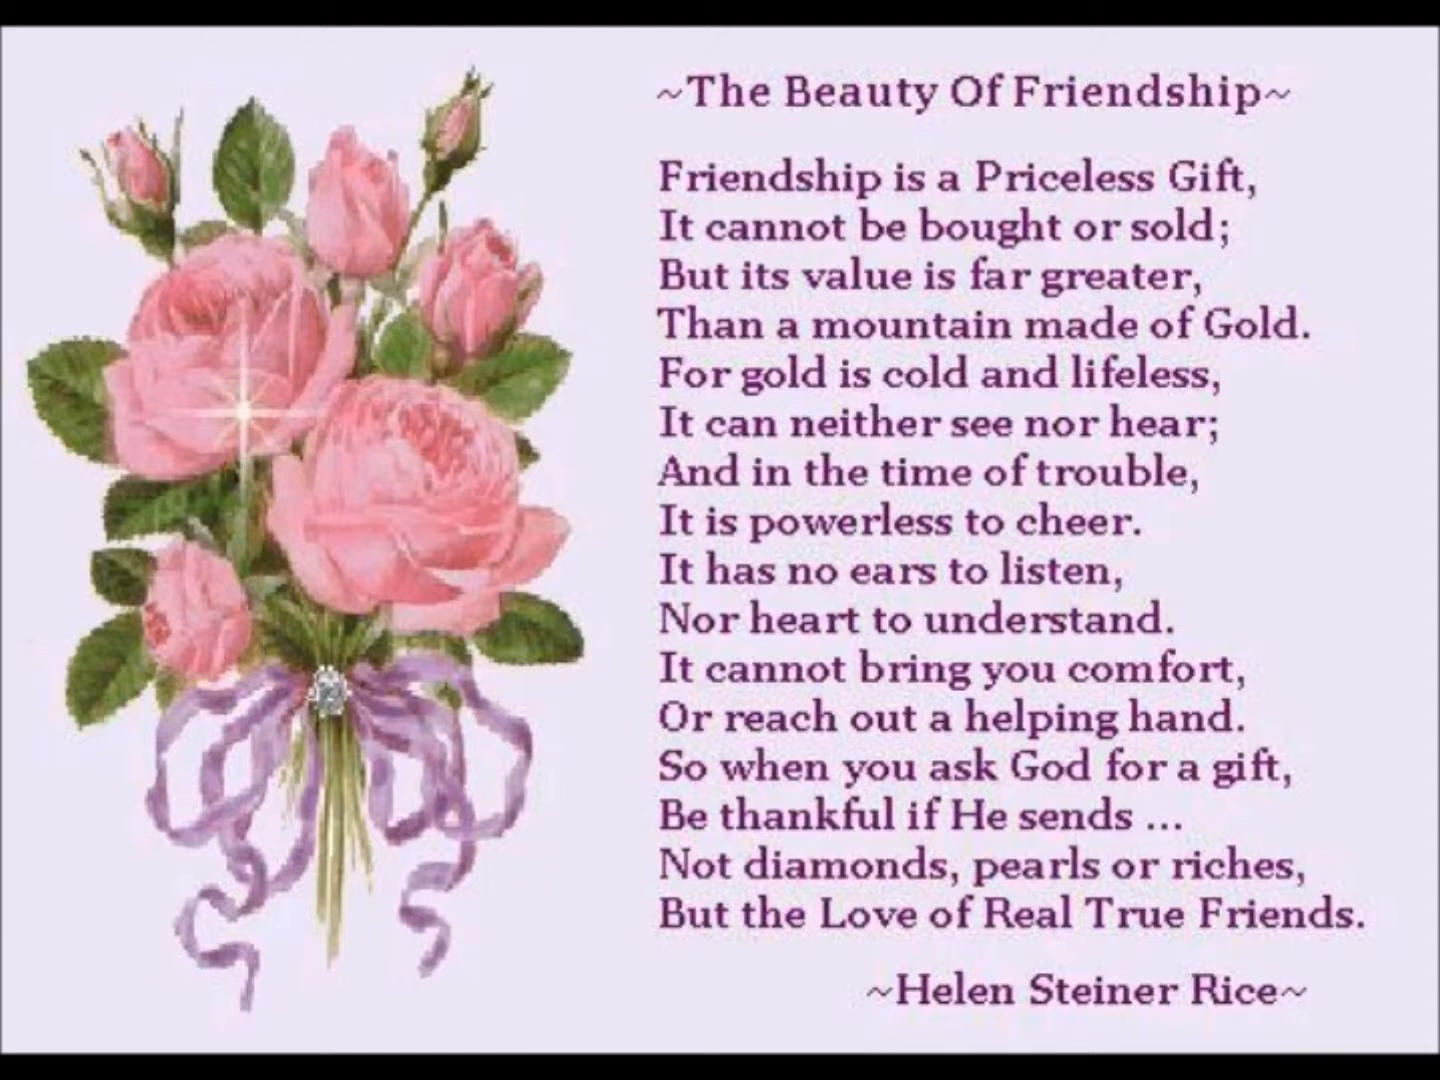 ~The Beauty Of Friendship~
Friendship is a Priceless Gift,
It cannot be bought or sold;
But its value is far greater,
Than a mountain made of Gold.
For gold is cold and lifeless,
It can neither see nor hear;
And in the time of trouble,
It is powerless to cheer.
It has no ears to listen,
Nor heart to understand.
It cannot bring you comfort,
Or reach out a helping hand.
So when you ask God for a gift,
Be thankful if He sends ...
Not diamonds, pearls or riches,
But the Love of Real True Friends.
~Helen Steiner Rice~